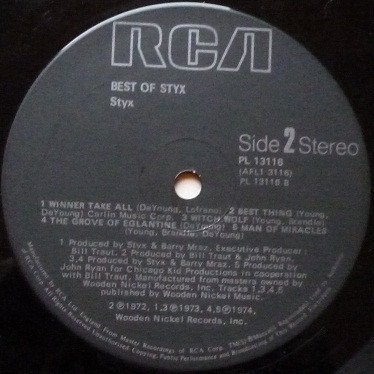 RCA
BEST OF STYX
Styx
Side 2 Stereo
PL 13116
(AFL1 3116)
PL 13116 B
1 WINNER TAKE ALL (DeYoung, Lofrano) 2 BEST THING (Young,
DeYoung) Carlin Music Corp. 3 WITCH WOLF (Young, Brandle)
4 THE GROVE OF EGLANTINE (DeYoung) 5 MAN OF MIRACLES
(Young, Brandle, DeYoung)
1 Produced by Styx & Barry Mraz, Executive Producer:
Bill Traut. 2 Produced by Bill Traut & John Ryan.
3,4 Produced by Styx & Barry Mraz. 5 Produced by
John Ryan for Chicago Kid Productions in cooperation
with Bill Traut. Manufactured from masters owned by
Wooden Nickel Records, Inc. Tracks 1,3,4,5,
published by Wooden Nickel Music.
2 ℗1972, 1,3 ℗1973, 4,5 ℗1974,
Wooden Nickel Records, Inc.